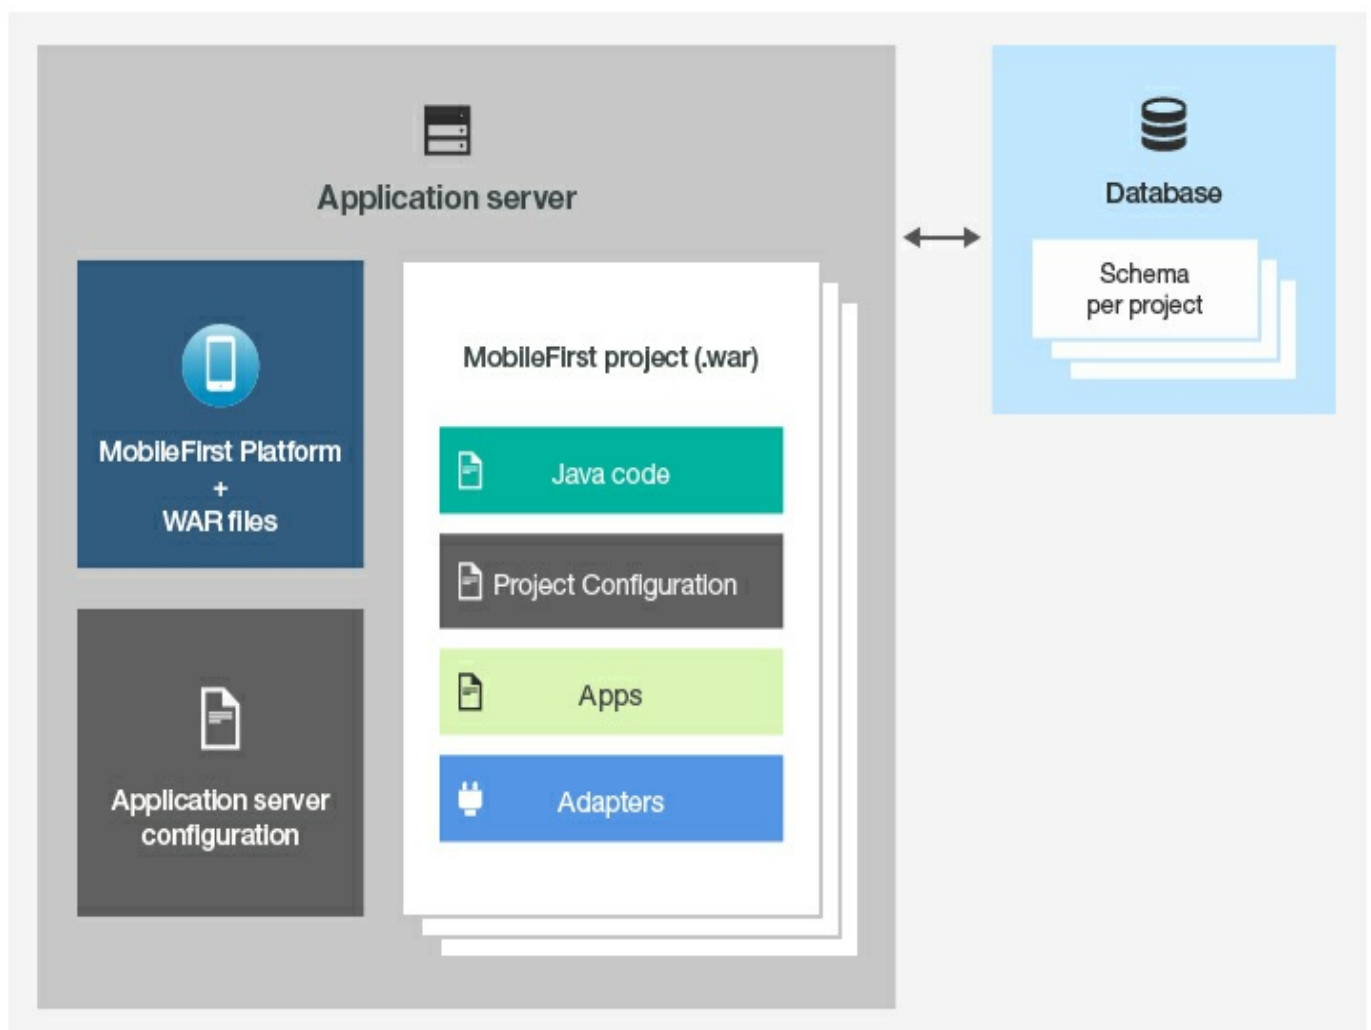 Application server
MobileFirst Platform
+
WAR files
Application server
configuration
MobileFirst project (.war)
Java code
Project Configuration
Apps
Adapters
Database
Schema
per project